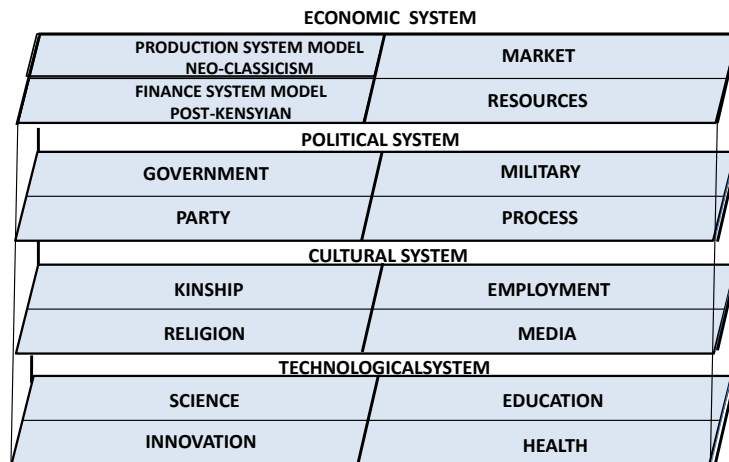 ECONOMIC SYSTEM
PRODUCTION SYSTEM MODEL
NEO-CLASSICISM
MARKET
FINANCE SYSTEM MODEL
POST-KENSYIAN
RESOURCES
POLITICAL SYSTEM
GOVERNMENT
MILITARY
PARTY
PROCESS
CULTURAL SYSTEM
KINSHIP
EMPLOYMENT
RELIGION
MEDIA
TECHNOLOGICALSYSTEM
SCIENCE
EDUCATION
INNOVATION
HEALTH